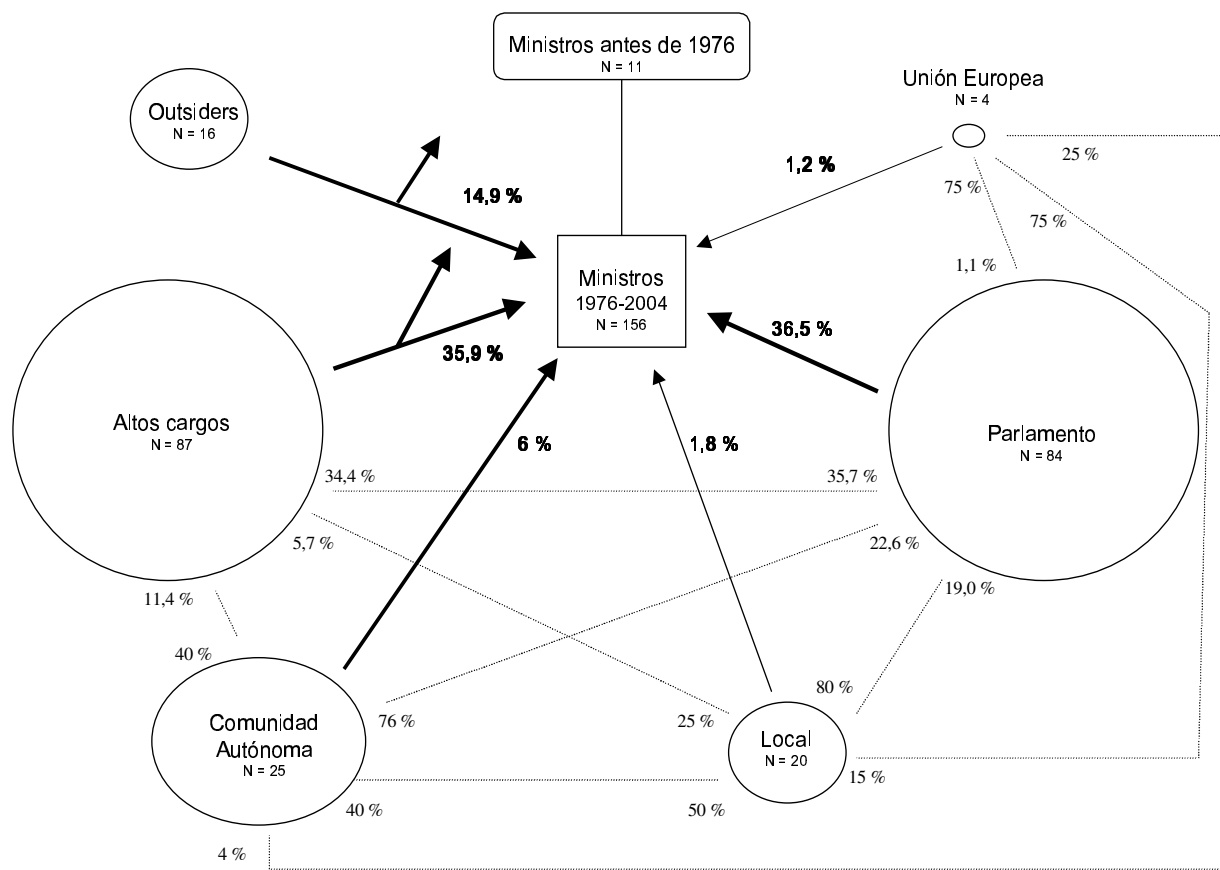 Ministros antes de 1976
N = 11
Unión Europea
N = 4
Outsiders
N = 16
25 %
1,2 %
75 %
14,9 %
75 %
1,1 %
Ministros
1976-2004
N = 156
36,5 %
35,9 %
Altos cargos
N = 87
6 %
1,8 %
Parlamento
N = 84
34,4 %
35,7 %
5,7 %
22,6 %
11,4 %
19,0 %
40 %
80 %
Comunidad
Autónoma
N = 25
76 %
25 %
Local
N = 20
15 %
40 %
50 %
4 %